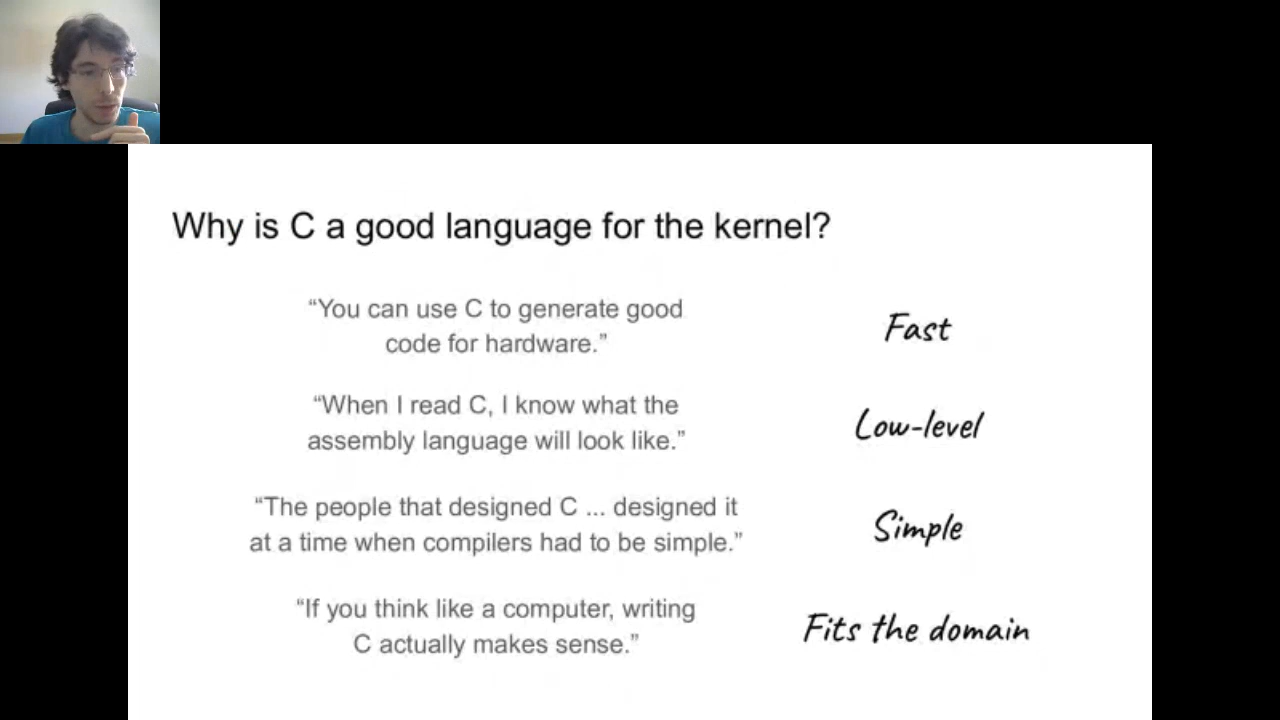 Why is C a good language for the kernel?
“You can use C to generate good
code for hardware.”
Fast
“When I read C, I know what the
assembly language will look like.”
Low-level
“The people that designed C ... designed it
at a time when compilers had to be simple.”
Simple
“If you think like a computer, writing
C actually makes sense.”
Fits the domain